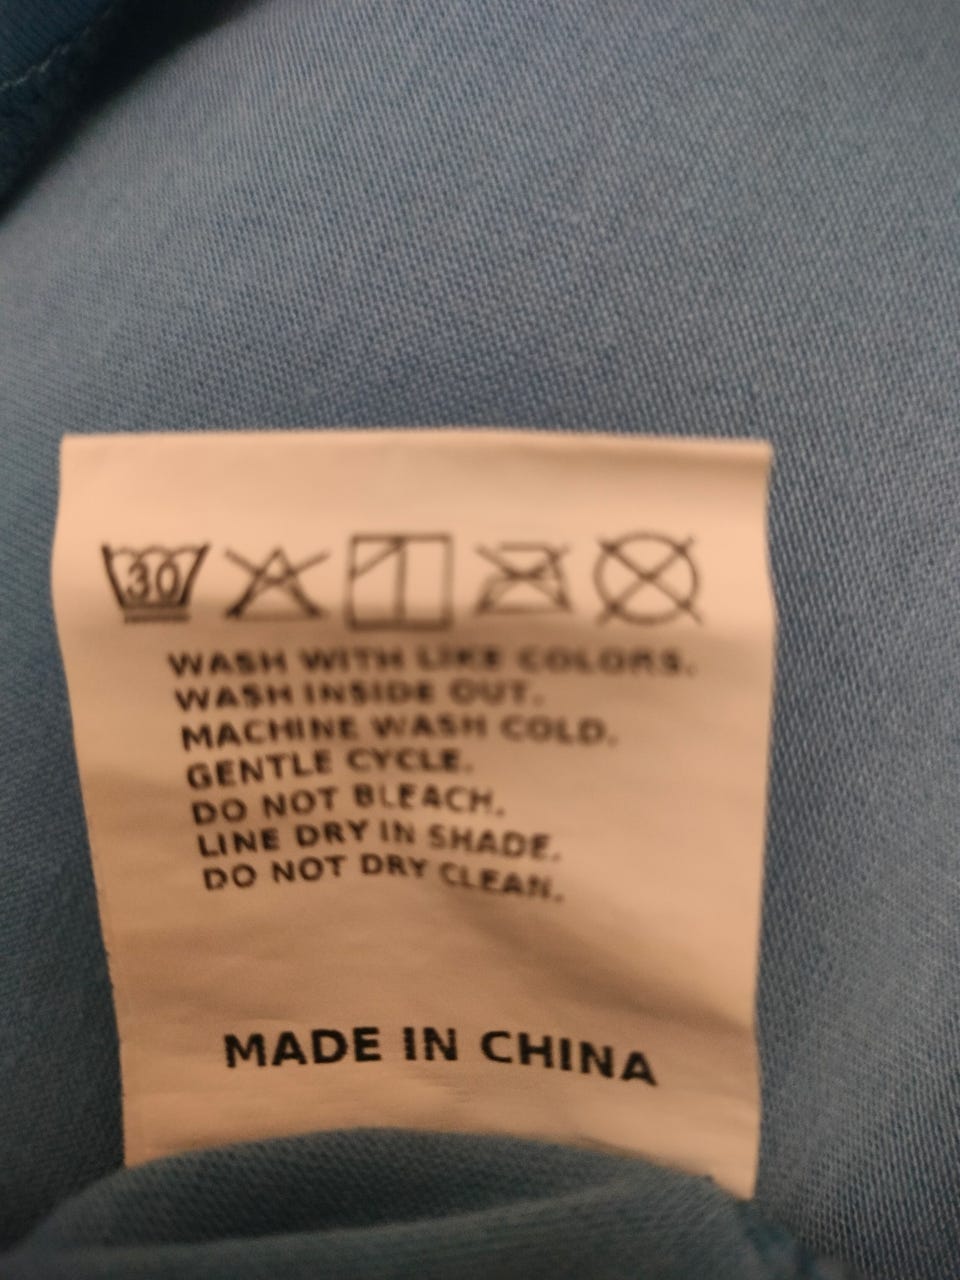 30
WASH WITH LIKE COLORS.
WASH INSIDE OUT.
MACHINE WASH COLD.
GENTLE CYCLE.
DO NOT BLEACH.
LINE DRY IN SHADE.
DO NOT DRY CLEAN.
MADE IN CHINA